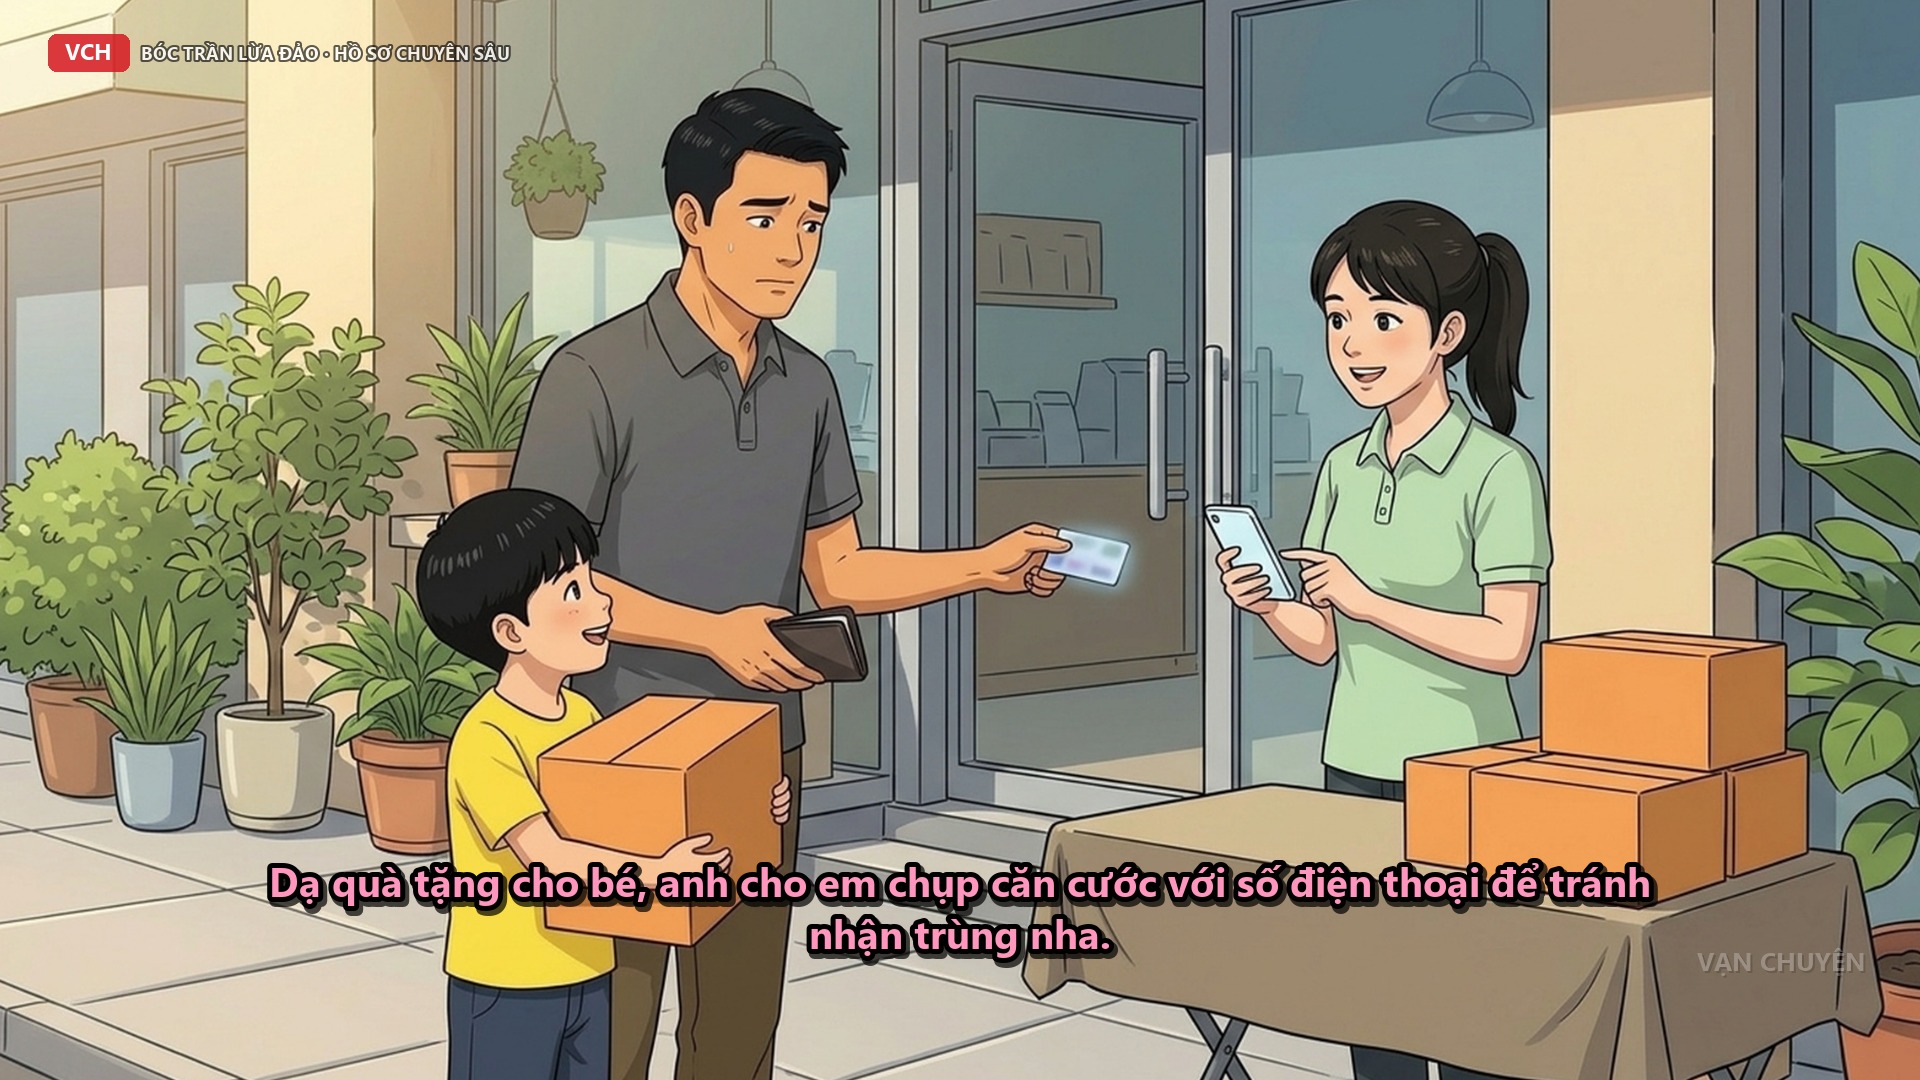 VCH BÓC TRẦN LỪA ĐẢO · HỒ SƠ CHUYÊN SÂU
Dạ quà tặng cho bé, anh cho em chụp căn cước với số điện thoại để tránh
nhận trùng nha.
VẠN CHUYỆN